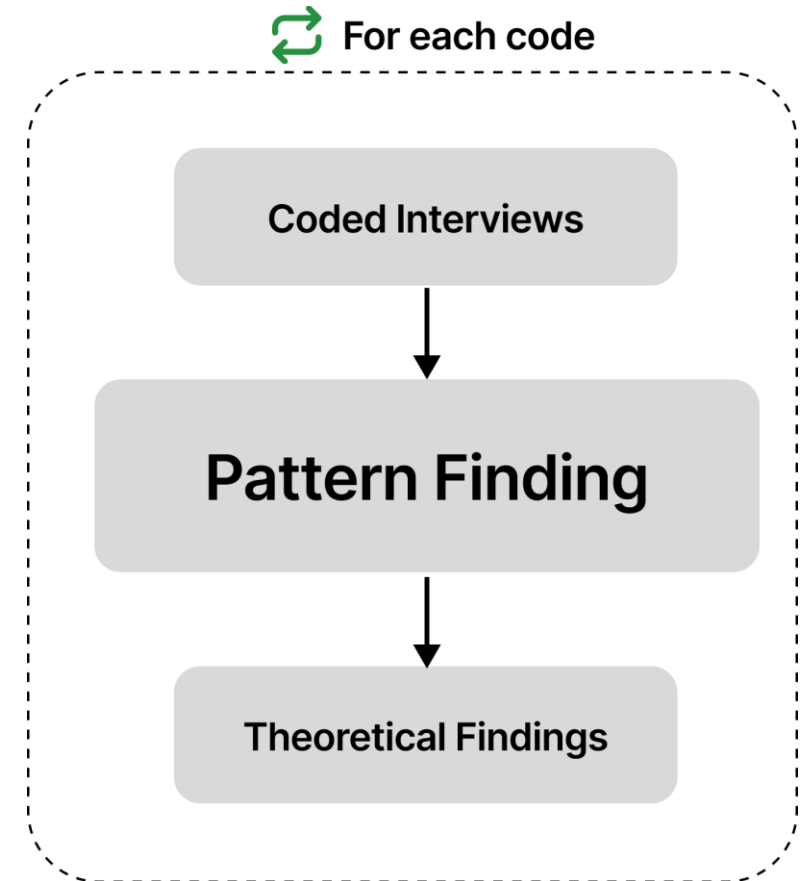 For each code
Coded Interviews
Pattern Finding
Theoretical Findings